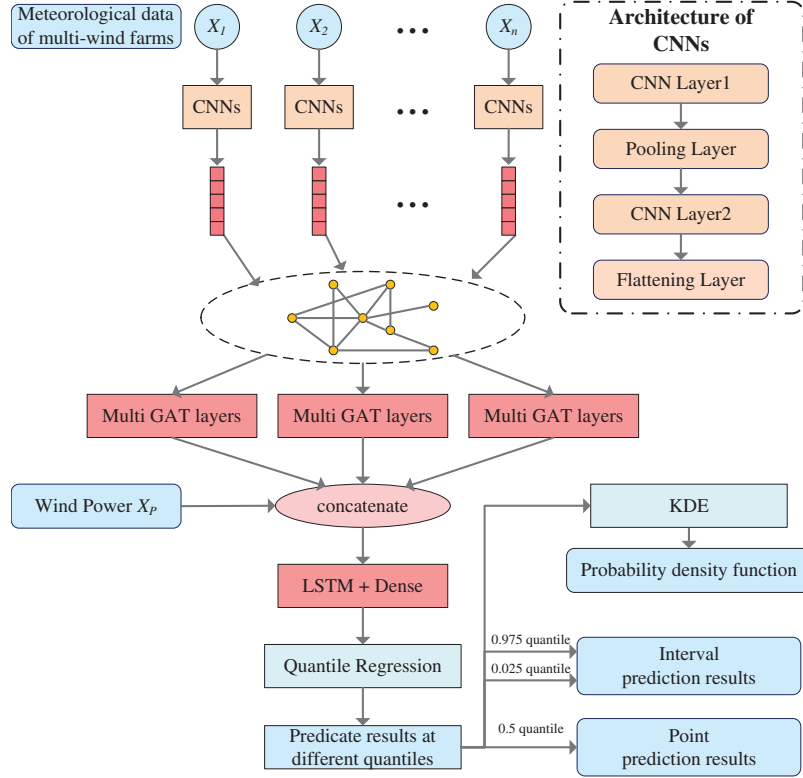 Meteorological data
of multi-wind farms
X1
X2
...
Xn
CNNs
CNNs
...
CNNs
...
Architecture of
CNNs
CNN Layer1
Pooling Layer
CNN Layer2
Flattening Layer
Multi GAT layers
Multi GAT layers
Multi GAT layers
Wind Power XP
concatenate
KDE
Probability density function
LSTM + Dense
Quantile Regression
0.975 quantile
0.025 quantile
Interval
prediction results
Predicate results at
different quantiles
0.5 quantile
Point
prediction results